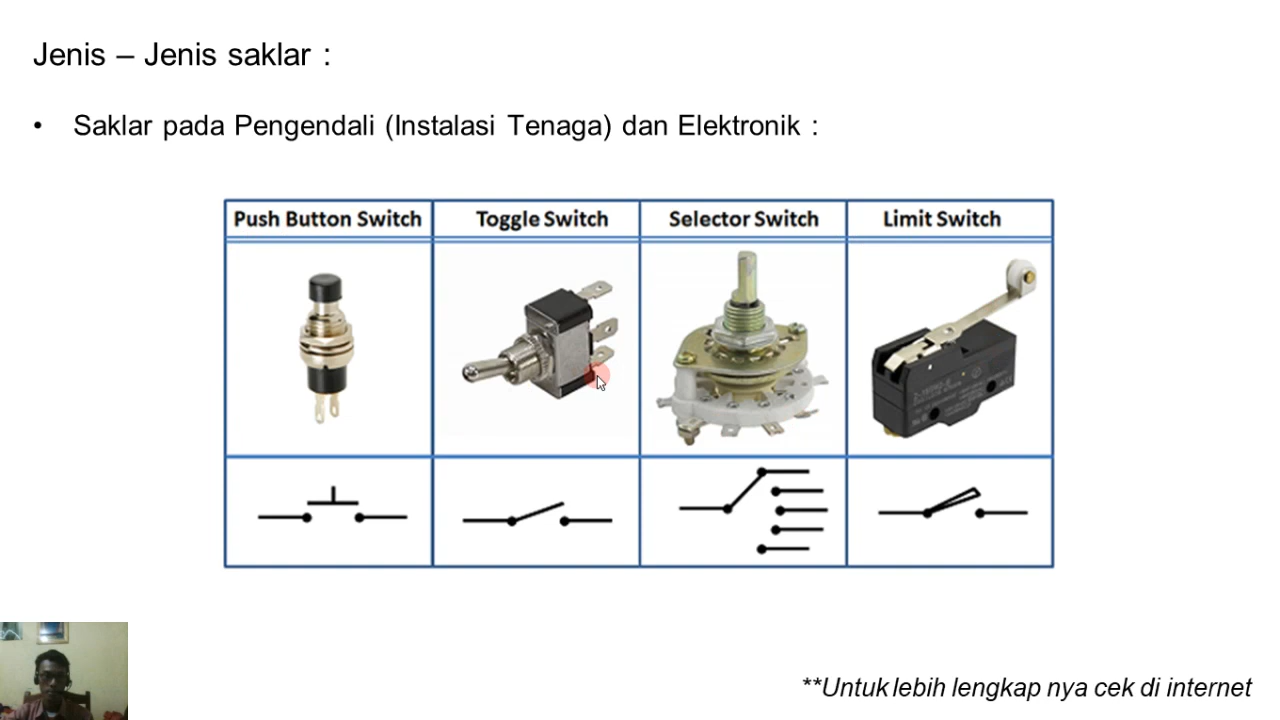 Jenis – Jenis saklar :
• Saklar pada Pengendali (Instalasi Tenaga) dan Elektronik :
Push Button Switch
Toggle Switch
Selector Switch
Limit Switch
**Untuk lebih lengkap nya cek di internet